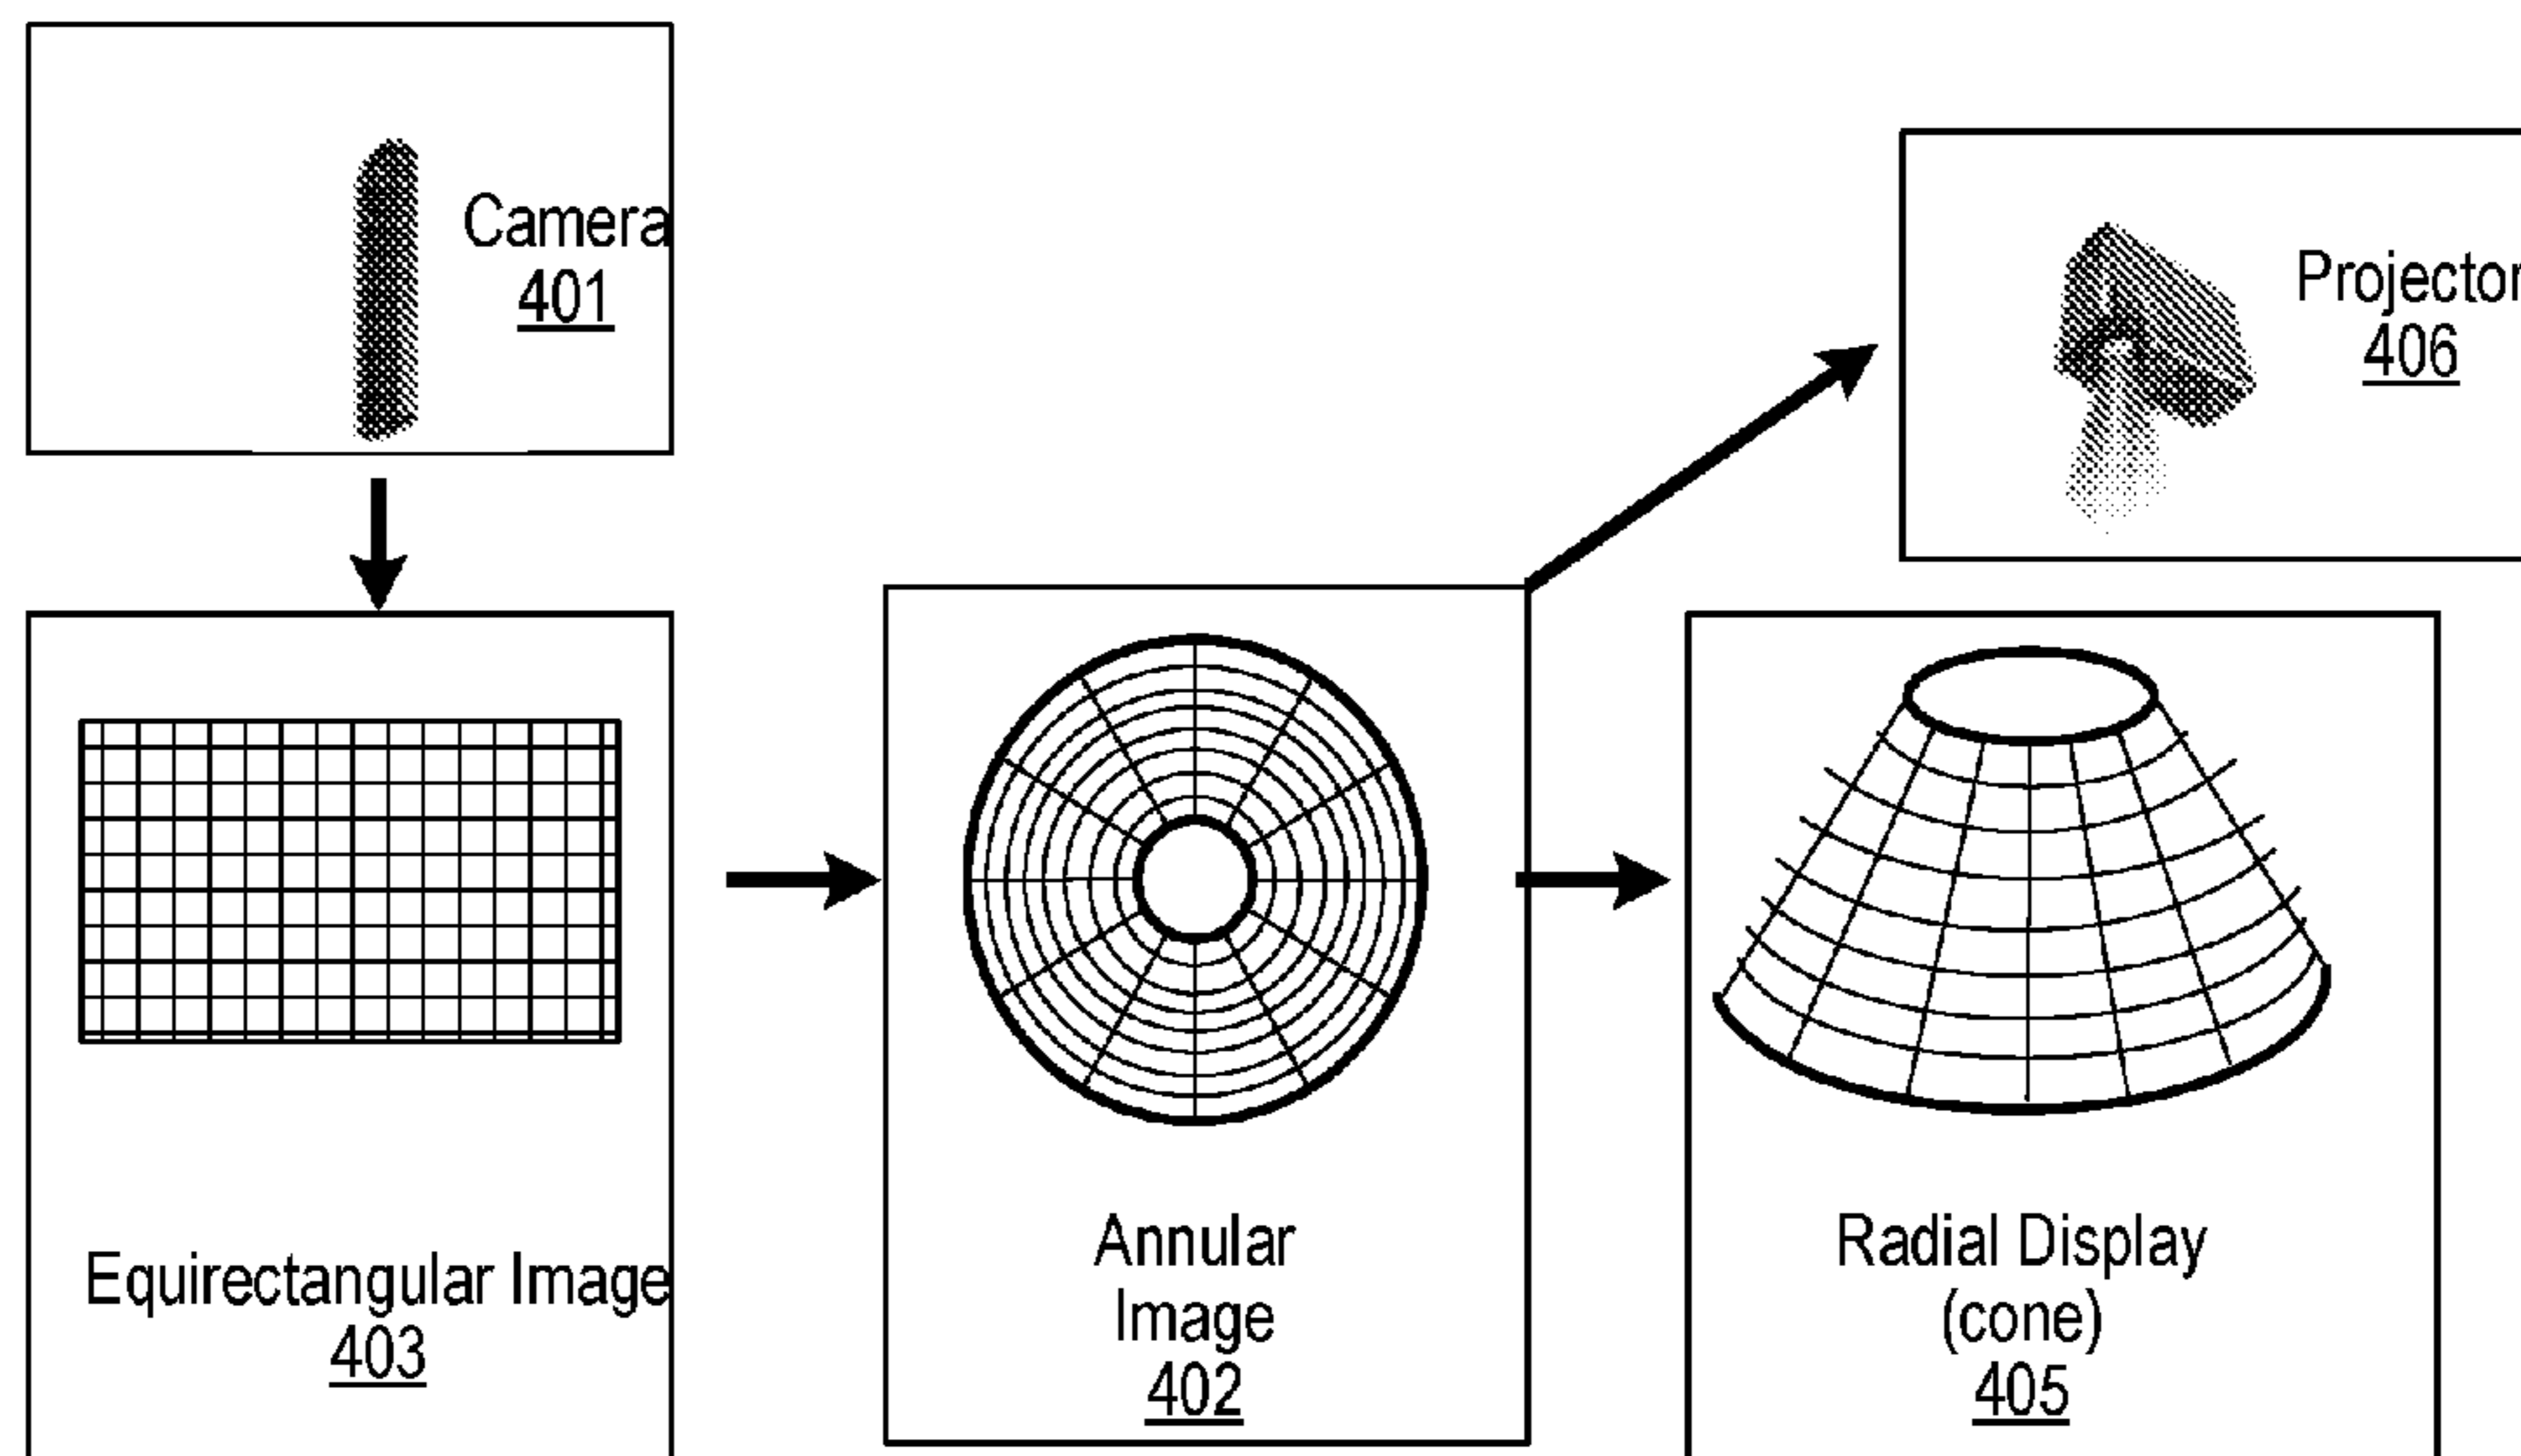 Camera
401
Projector
406
Equirectangular Image
403
Annular
Image
402
Radial Display
(cone)
405